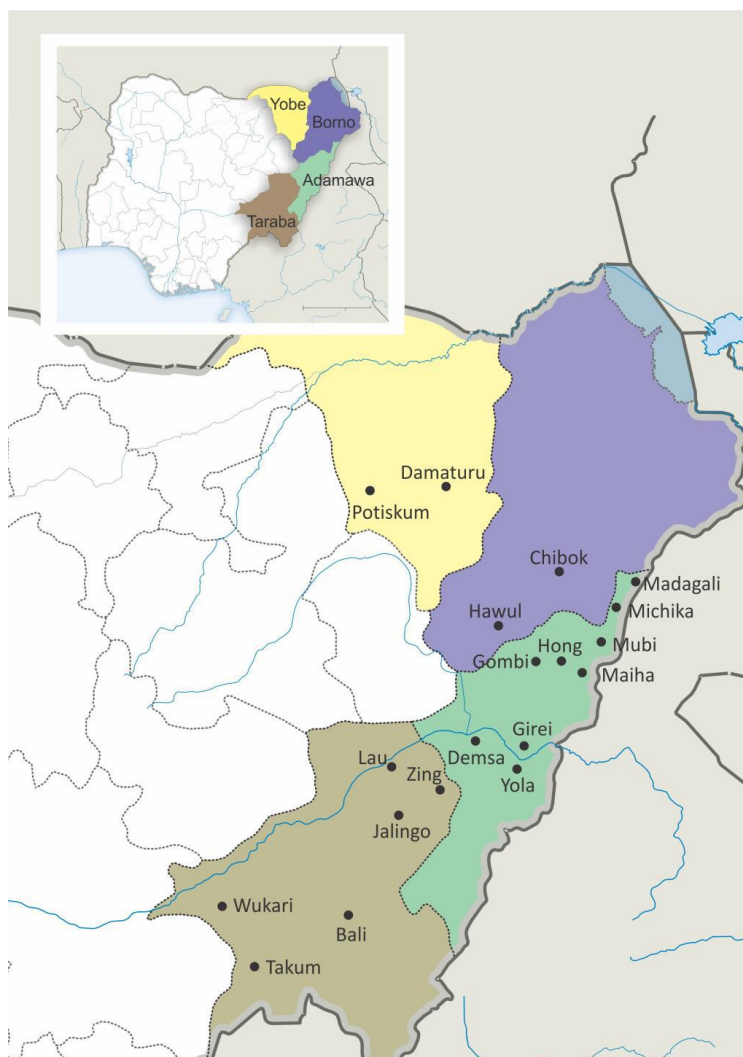 Yobe
Borno
Adamawa
Taraba
Damaturu
Potiskum
Chibok
Madagali
Michika
Hawul
Mubi
Hong
Gombi
Maiha
Girei
Demsa
Lau
Yola
Zing
Jalingo
Wukari
Bali
Takum